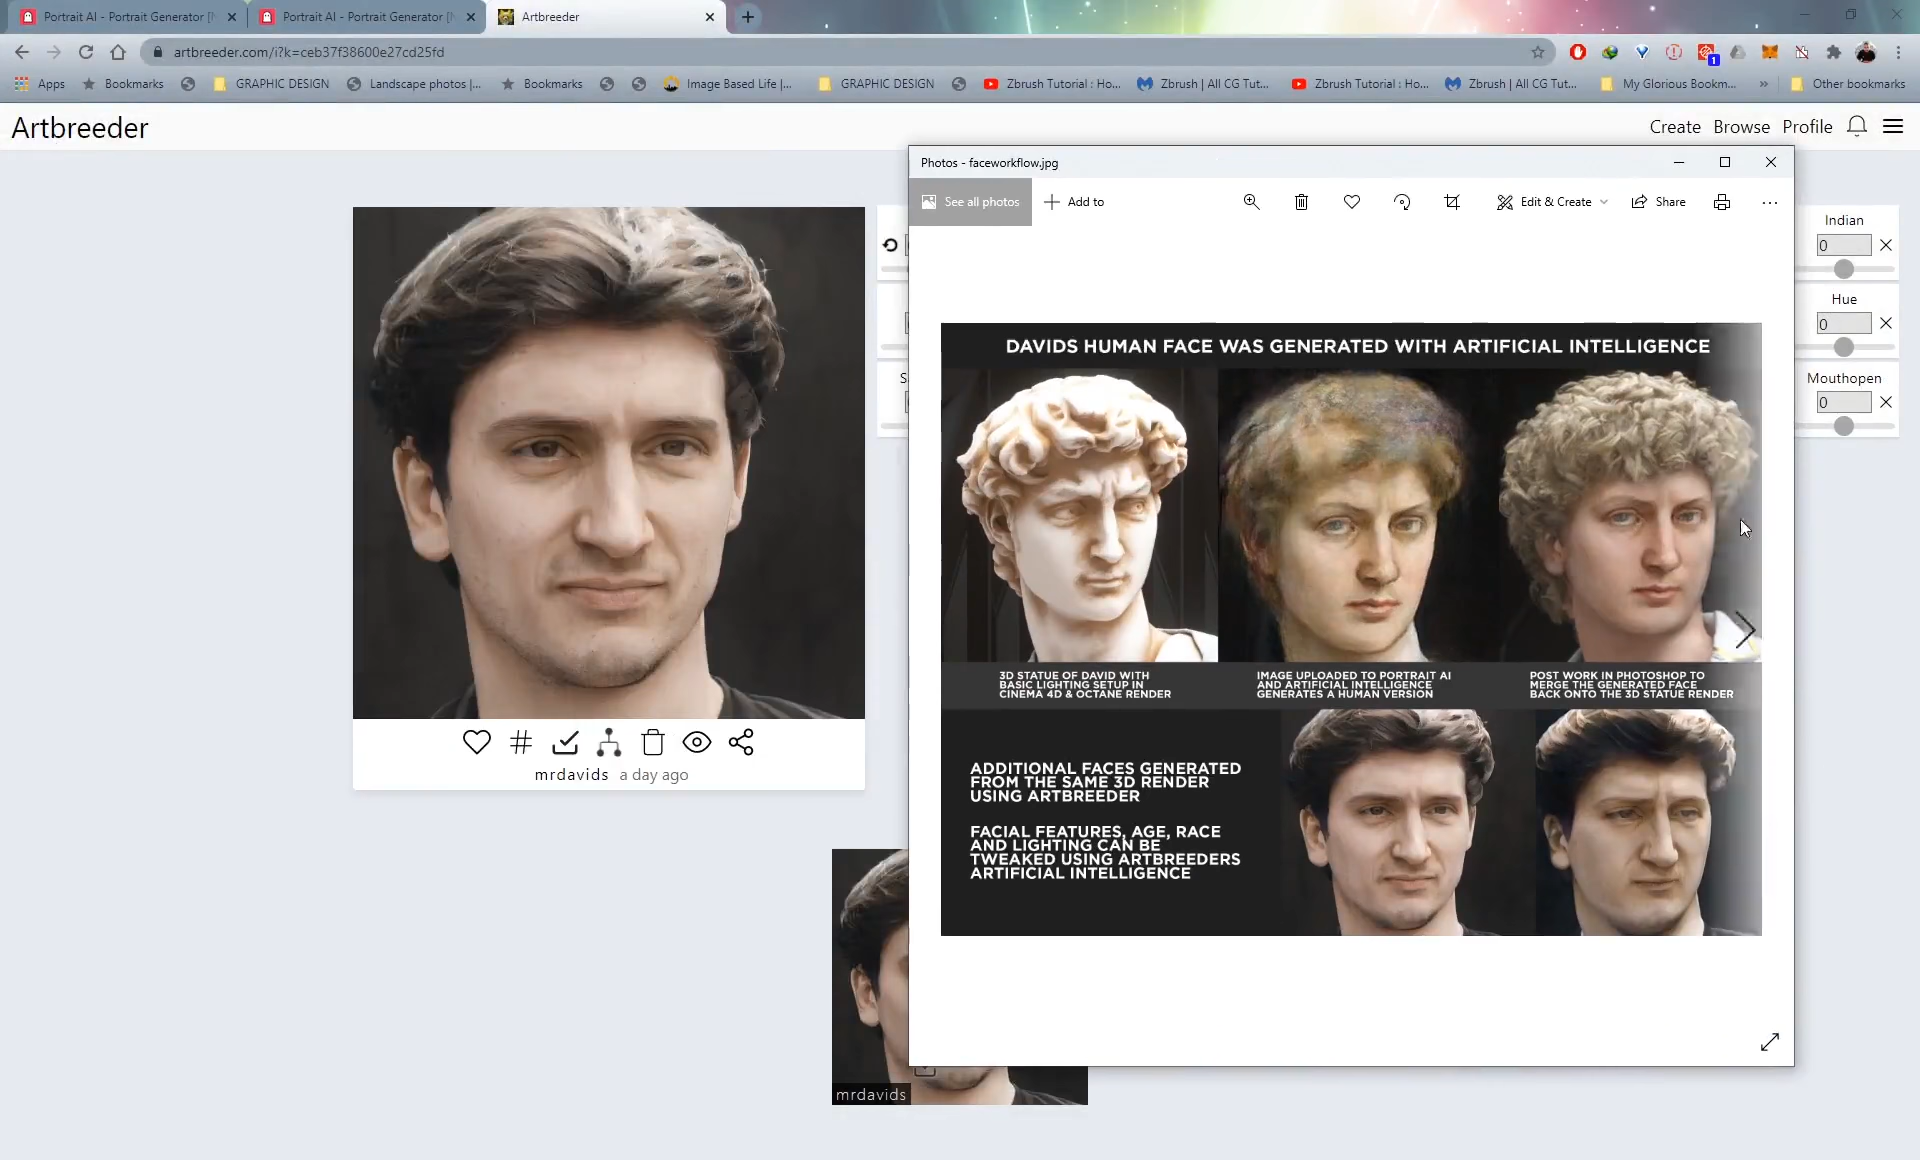 Portrait AI - Portrait Generator
Portrait AI - Portrait Generator
Artbreeder
artbreeder.com/i?k=ceb37f38600e27cd25fd
1
Apps
Bookmarks
GRAPHIC DESIGN
Landscape photos |...
Bookmarks
Image Based Life |...
GRAPHIC DESIGN
Zbrush Tutorial : Ho...
Zbrush | All CG Tut...
Zbrush Tutorial : Ho...
Zbrush | All CG Tut...
My Glorious Bookm...
»
Other bookmarks
Artbreeder
Create
Browse
Profile
Photos - faceworkflow.jpg
See all photos
Add to
Edit & Create
Share
Indian
0
Hue
0
Mouthopen
0
DAVIDS HUMAN FACE WAS GENERATED WITH ARTIFICIAL INTELLIGENCE
3D STATUE OF DAVID WITH
BASIC LIGHTING SETUP IN
CINEMA 4D & OCTANE RENDER
IMAGE UPLOADED TO PORTRAIT AI
AND ARTIFICIAL INTELLIGENCE
GENERATES A HUMAN VERSION
POST WORK IN PHOTOSHOP TO
MERGE THE GENERATED FACE
BACK ONTO THE 3D STATUE RENDER
ADDITIONAL FACES GENERATED
FROM THE SAME 3D RENDER
USING ARTBREEDER
FACIAL FEATURES, AGE, RACE
AND LIGHTING CAN BE
TWEAKED USING ARTBREEDERS
ARTIFICIAL INTELLIGENCE
mrdavids a day ago
mrdavids